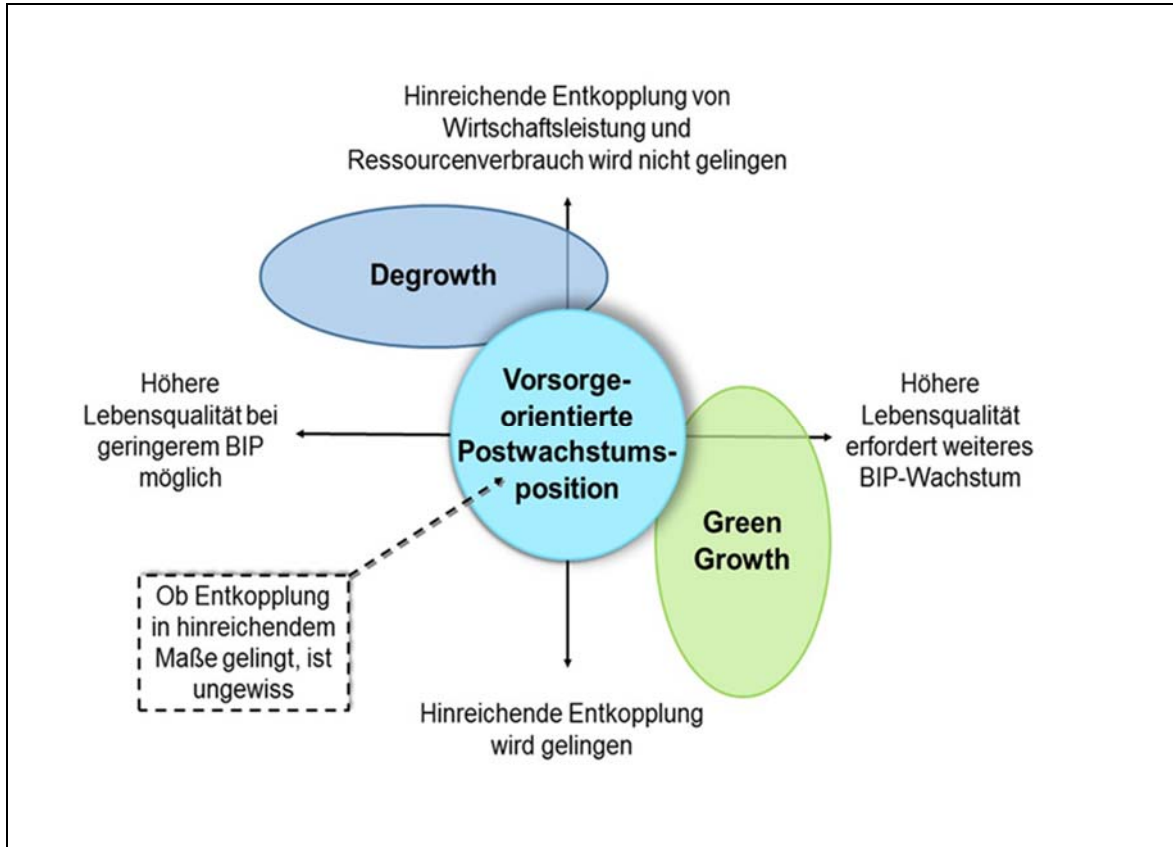 Hinreichende Entkopplung von
Wirtschaftsleistung und
Ressourcenverbrauch wird nicht gelingen
Degrowth
Höhere
Lebensqualität bei
geringerem BIP
möglich
Vorsorge-
orientierte
Postwachstums-
position
Höhere
Lebensqualität
erfordert weiteres
BIP-Wachstum
Green
Growth
Ob Entkopplung
in hinreichendem
Maße gelingt, ist
ungewiss
Hinreichende Entkopplung
wird gelingen